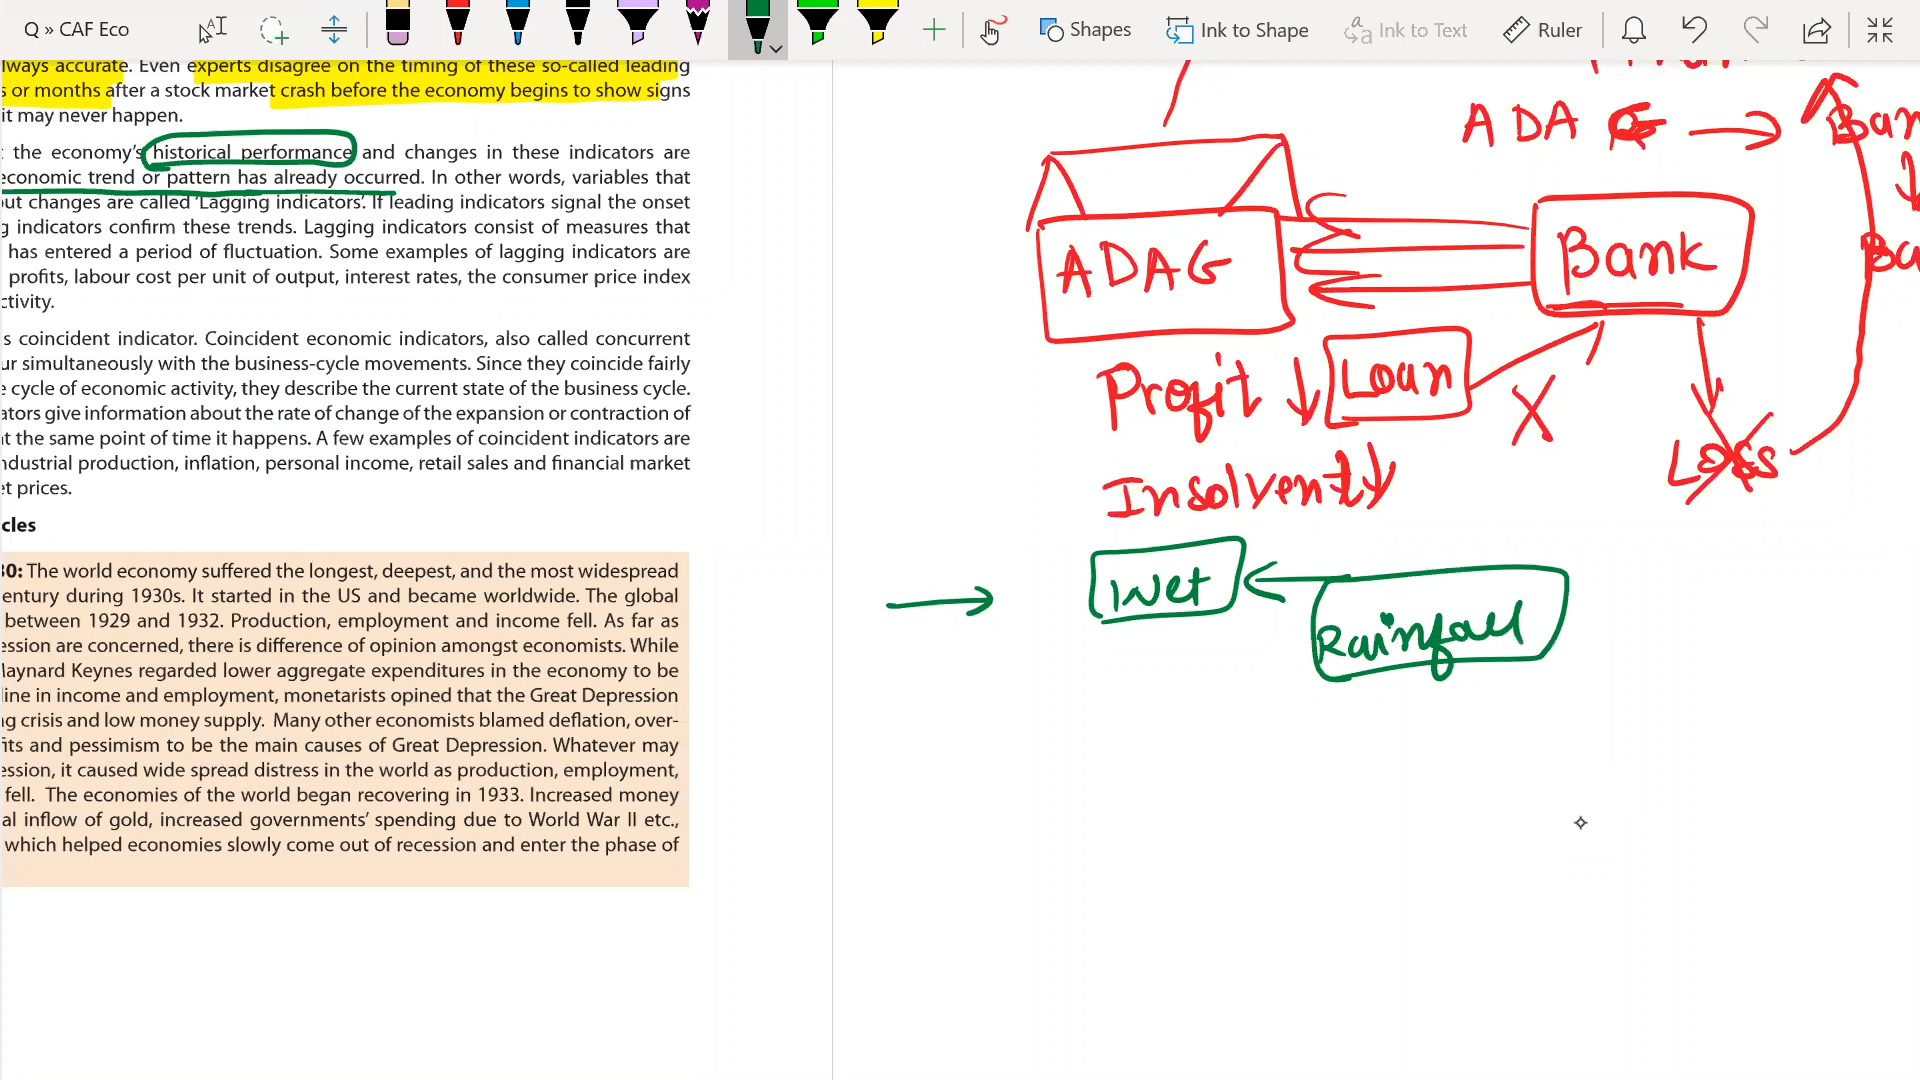 Q » CAF Eco
Shapes
Ink to Shape
Ink to Text
Ruler
lways accurate. Even experts disagree on the timing of these so-called leading
s or months after a stock market crash before the economy begins to show signs
it may never happen.
the economy's historical performance and changes in these indicators are
economic trend or pattern has already occurred. In other words, variables that
out changes are called 'Lagging indicators'. If leading indicators signal the onset
g indicators confirm these trends. Lagging indicators consist of measures that
has entered a period of fluctuation. Some examples of lagging indicators are
profits, labour cost per unit of output, interest rates, the consumer price index
ctivity.
s coincident indicator. Coincident economic indicators, also called concurrent
ur simultaneously with the business-cycle movements. Since they coincide fairly
e cycle of economic activity, they describe the current state of the business cycle.
ators give information about the rate of change of the expansion or contraction of
at the same point of time it happens. A few examples of coincident indicators are
ndustrial production, inflation, personal income, retail sales and financial market
et prices.
cles
30: The world economy suffered the longest, deepest, and the most widespread
entury during 1930s. It started in the US and became worldwide. The global
between 1929 and 1932. Production, employment and income fell. As far as
ession are concerned, there is difference of opinion amongst economists. While
Maynard Keynes regarded lower aggregate expenditures in the economy to be
line in income and employment, monetarists opined that the Great Depression
ng crisis and low money supply. Many other economists blamed deflation, over-
fits and pessimism to be the main causes of Great Depression. Whatever may
ession, it caused wide spread distress in the world as production, employment,
fell. The economies of the world began recovering in 1933. Increased money
al inflow of gold, increased governments' spending due to World War II etc.,
which helped economies slowly come out of recession and enter the phase of
ADA → Ban
ADAG
Bank
Ba
Profit ↓ Loan X
Loss
Insolvent ↓
→ Wet
Rainfall